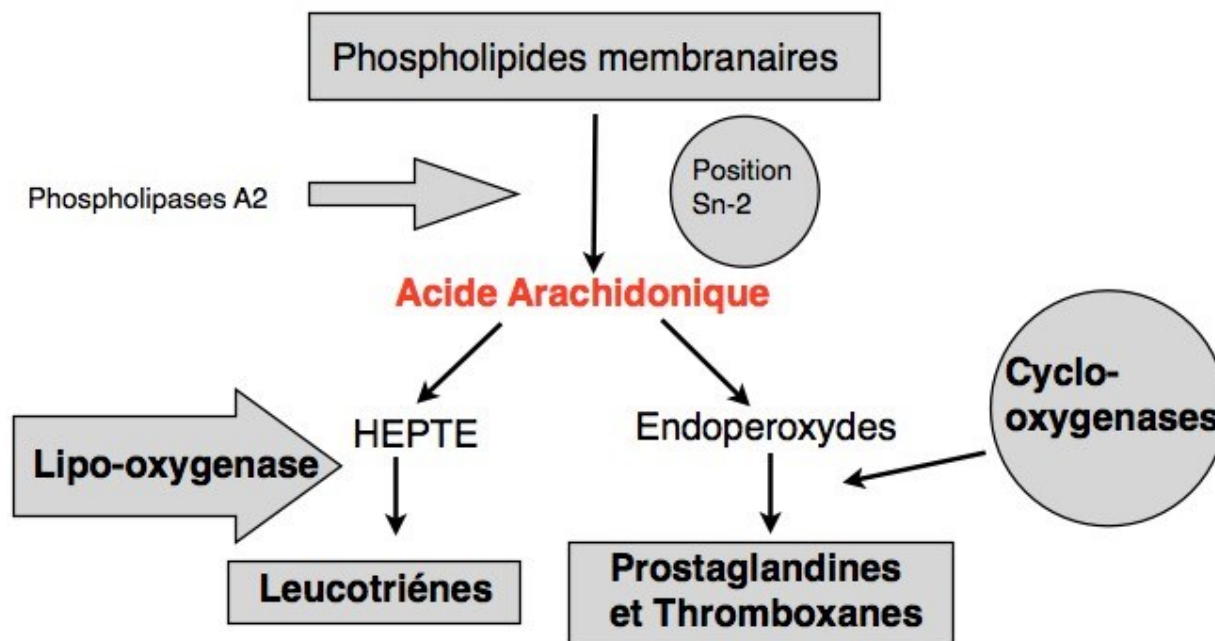 Phospholipides membranaires
Phospholipases A2
Position
Sn-2
Acide Arachidonique
Lipo-oxygenase
HEPTE
Endoperoxydes
Cyclo-
oxygenases
Leucotriénes
Prostaglandines
et Thromboxanes